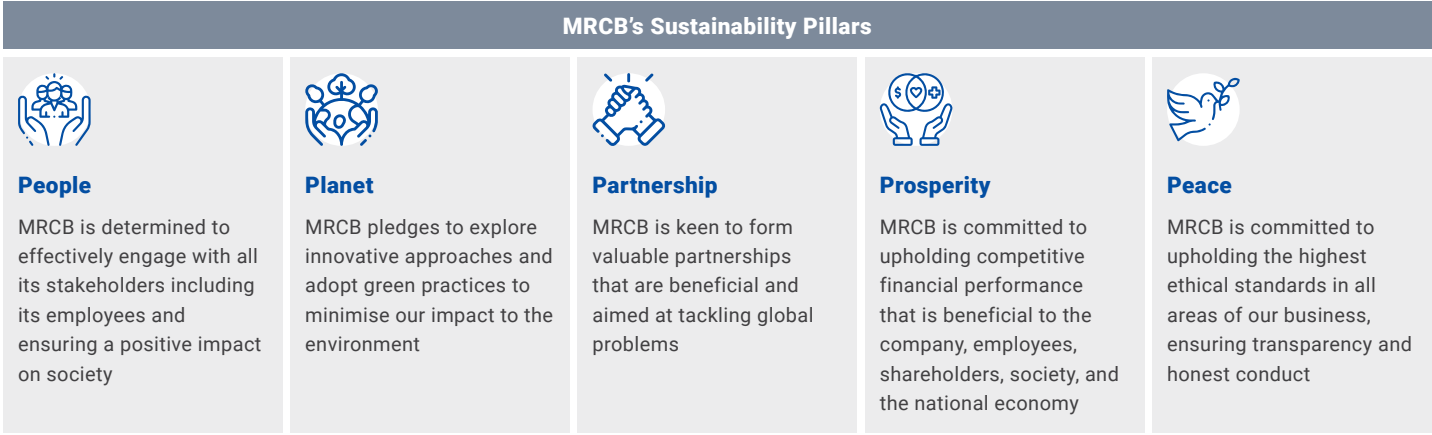 MRCB's Sustainability Pillars
People
MRCB is determined to
effectively engage with all
its stakeholders including
its employees and
ensuring a positive impact
on society
Planet
MRCB pledges to explore
innovative approaches and
adopt green practices to
minimise our impact to the
environment
Partnership
MRCB is keen to form
valuable partnerships
that are beneficial and
aimed at tackling global
problems
$
Prosperity
MRCB is committed to
upholding competitive
financial performance
that is beneficial to the
company, employees,
shareholders, society, and
the national economy
Peace
MRCB is committed to
upholding the highest
ethical standards in all
areas of our business,
ensuring transparency and
honest conduct